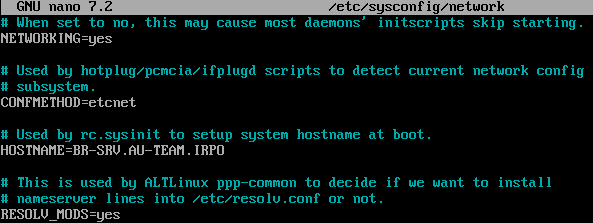 GNU nano 7.2 /etc/sysconfig/network
# When set to no, this may cause most daemons' initscripts skip starting.
NETWORKING=yes
# Used by hotplug/pcmcia/ifplugd scripts to detect current network config
# subsystem.
CONFMETHOD=etcnet
# Used by rc.sysinit to setup system hostname at boot.
HOSTNAME=BR-SRV.AU-TEAM.IRPO
# This is used by ALTLinux ppp-common to decide if we want to install
# nameserver lines into /etc/resolv.conf or not.
RESOLV_MODS=yes